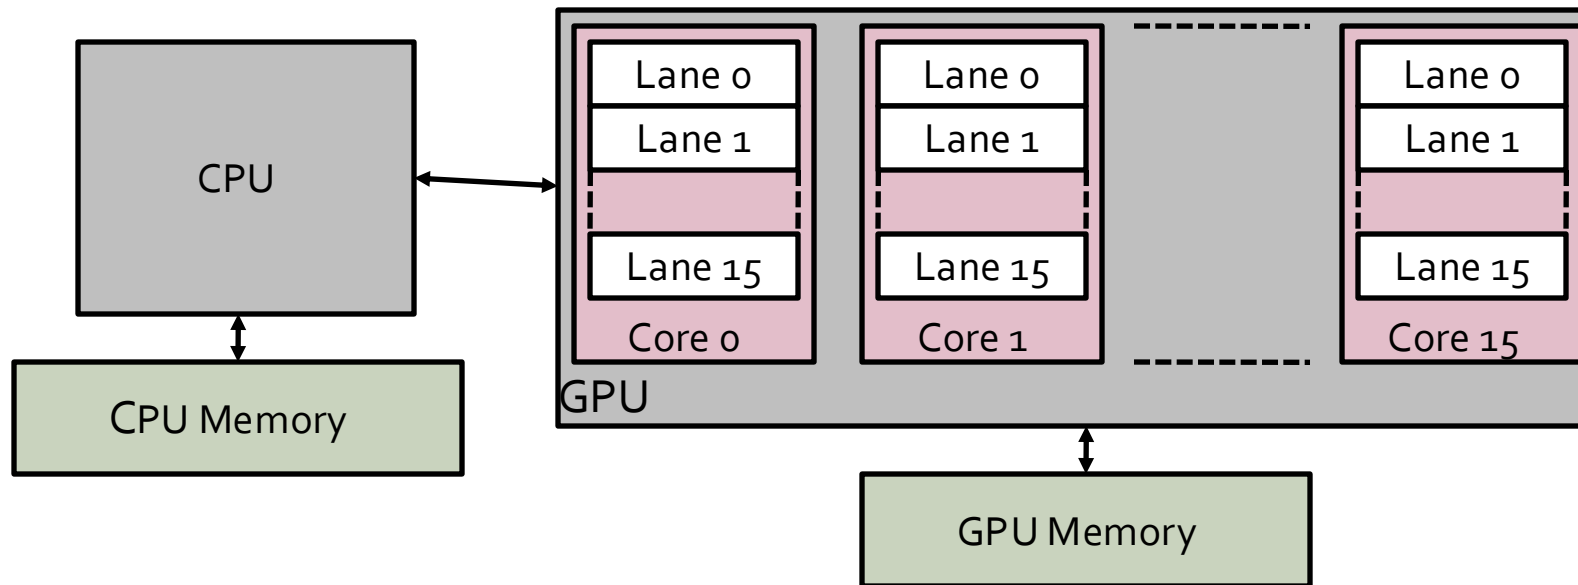 CPU
CPU Memory
Lane 0
Lane 1
Lane 15
Core 0
Lane 0
Lane 1
Lane 15
Core 1
Lane 0
Lane 1
Lane 15
Core 15
GPU
GPU Memory